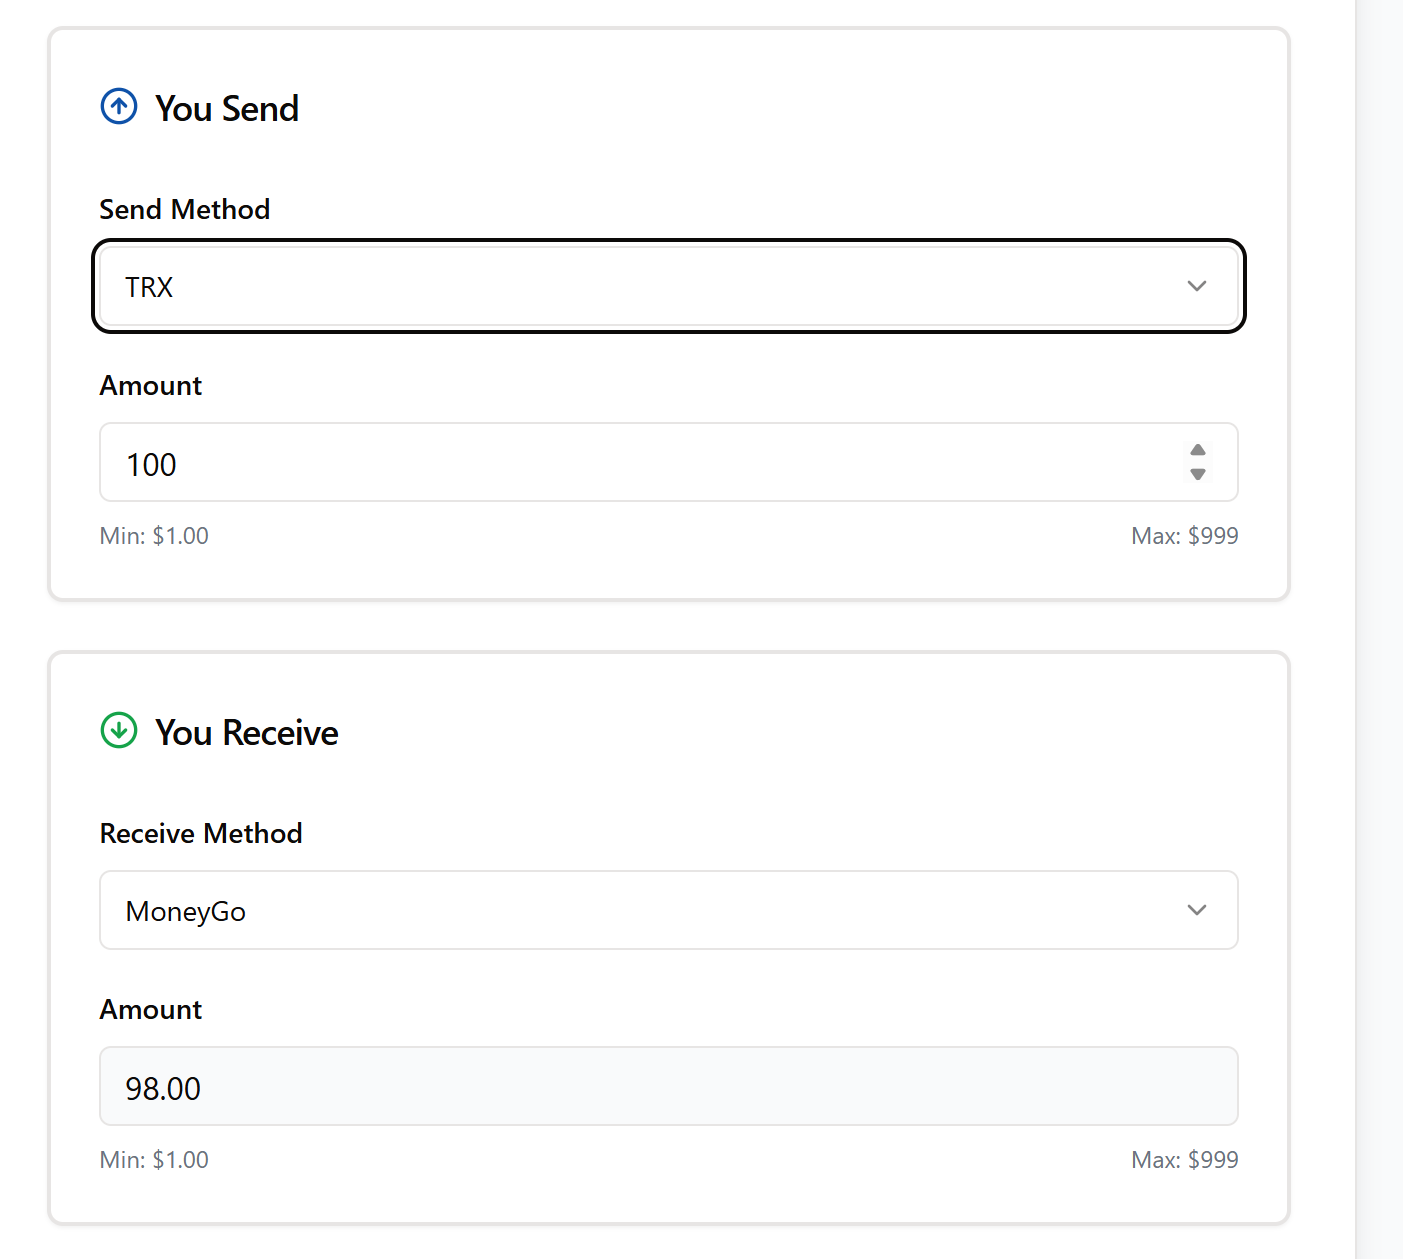 You Send
Send Method
TRX
Amount
100
Min: $1.00 Max: $999
You Receive
Receive Method
MoneyGo
Amount
98.00
Min: $1.00 Max: $999